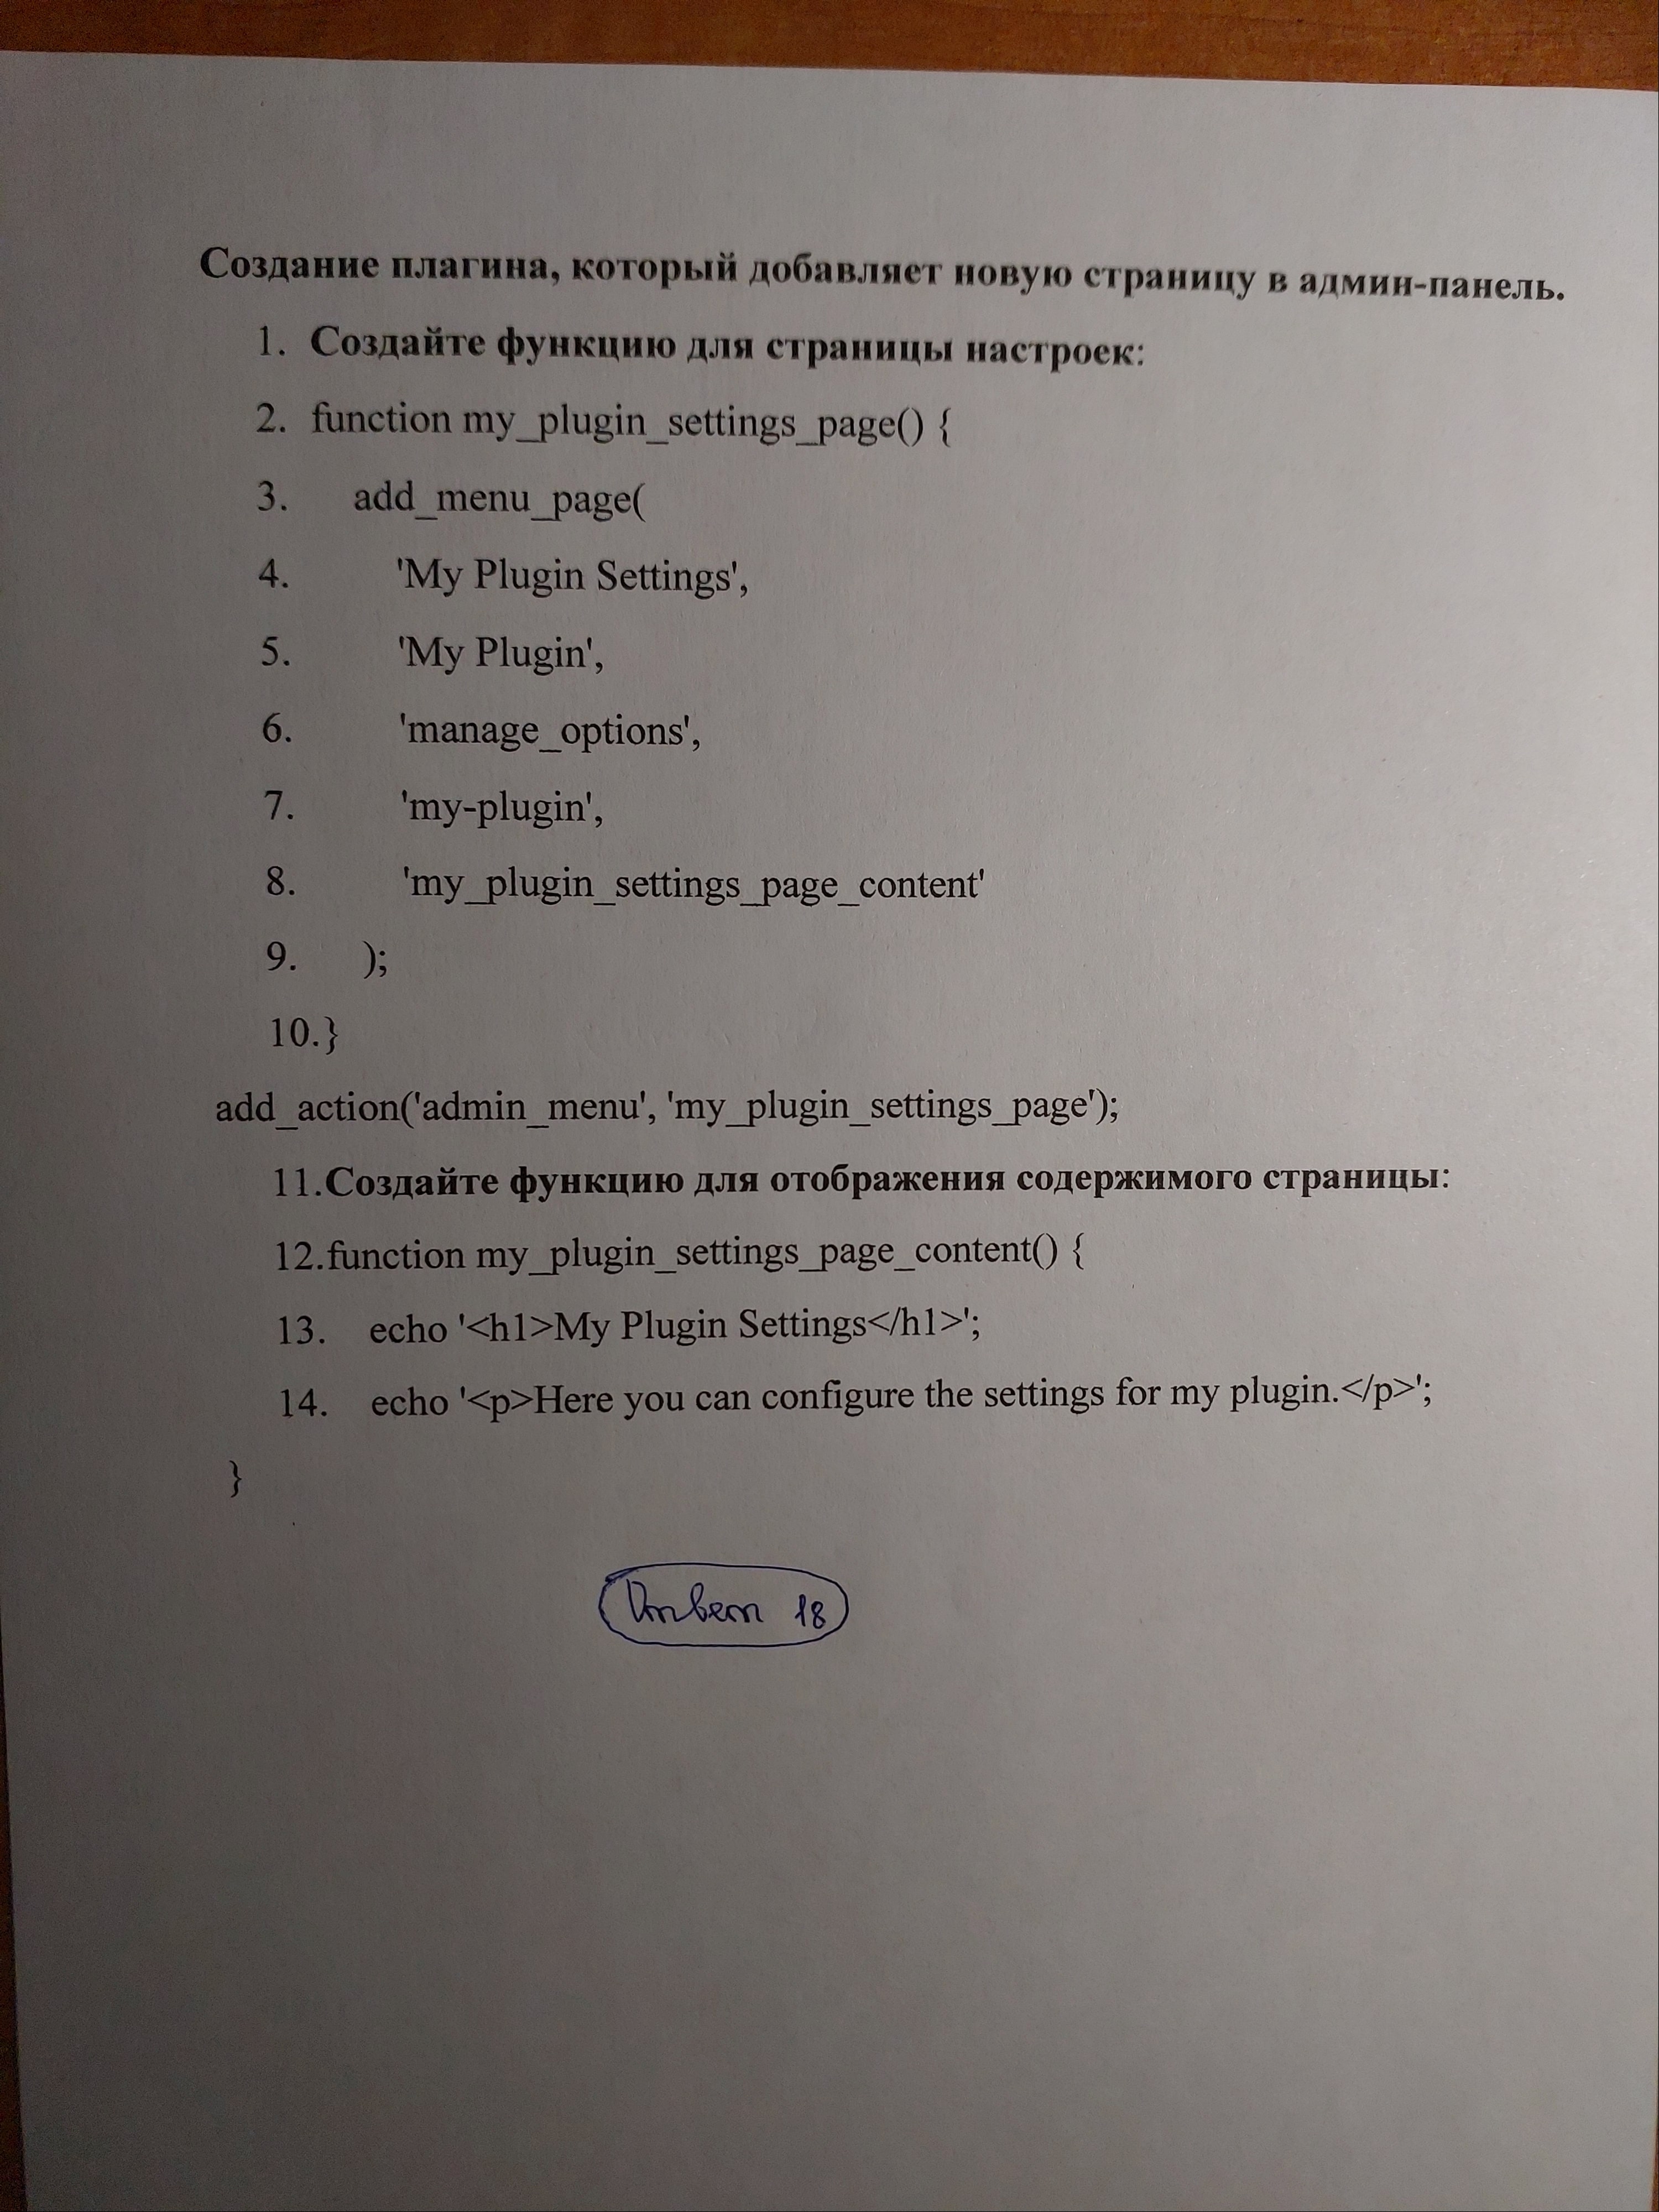 Создание плагина, который добавляет новую страницу в админ-панель.
1. Создайте функцию для страницы настроек:
2. function my_plugin_settings_page() {
3. add_menu_page(
4. 'My Plugin Settings',
5. 'My Plugin',
6. 'manage_options',
7. 'my-plugin',
8. 'my_plugin_settings_page_content'
9. );
10.}
add_action('admin_menu', 'my_plugin_settings_page');
11.Создайте функцию для отображения содержимого страницы:
12.function my_plugin_settings_page_content() {
13. echo '<h1>My Plugin Settings</h1>';
14. echo '<p>Here you can configure the settings for my plugin.</p>';
}
Ответ 18